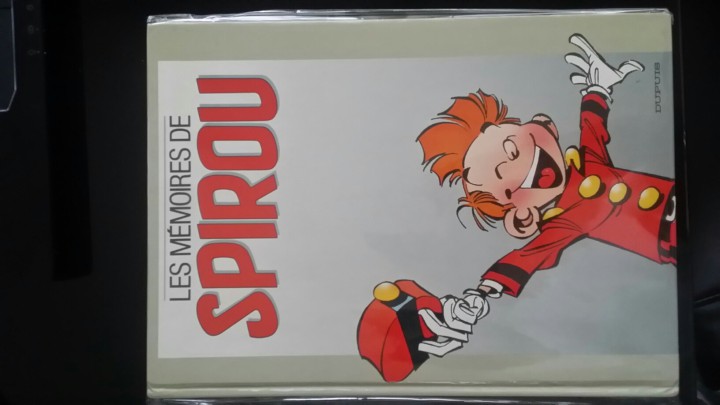 LES MÉMOIRES DE
SPIROU
DUPUIS